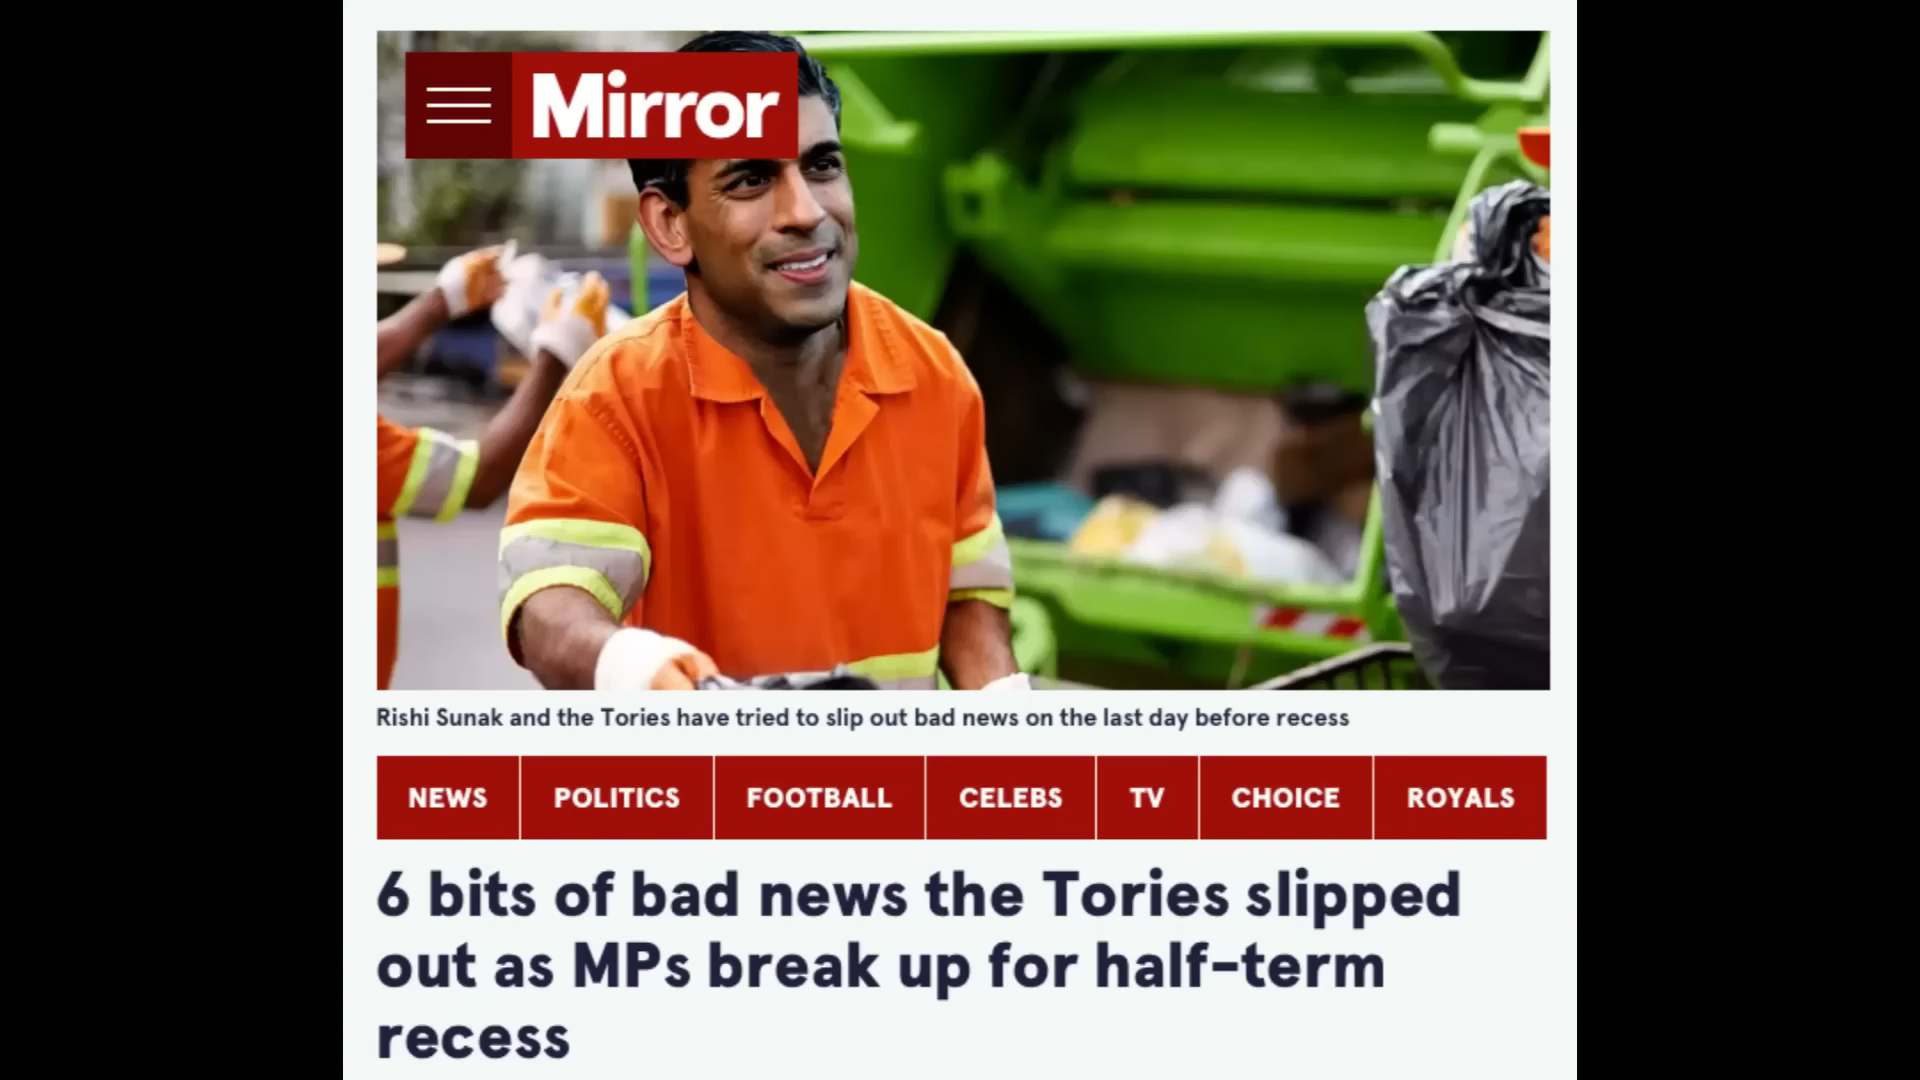 Mirror
Rishi Sunak and the Tories have tried to slip out bad news on the last day before recess
NEWS POLITICS FOOTBALL CELEBS TV CHOICE ROYALS
6 bits of bad news the Tories slipped
out as MPs break up for half-term
recess